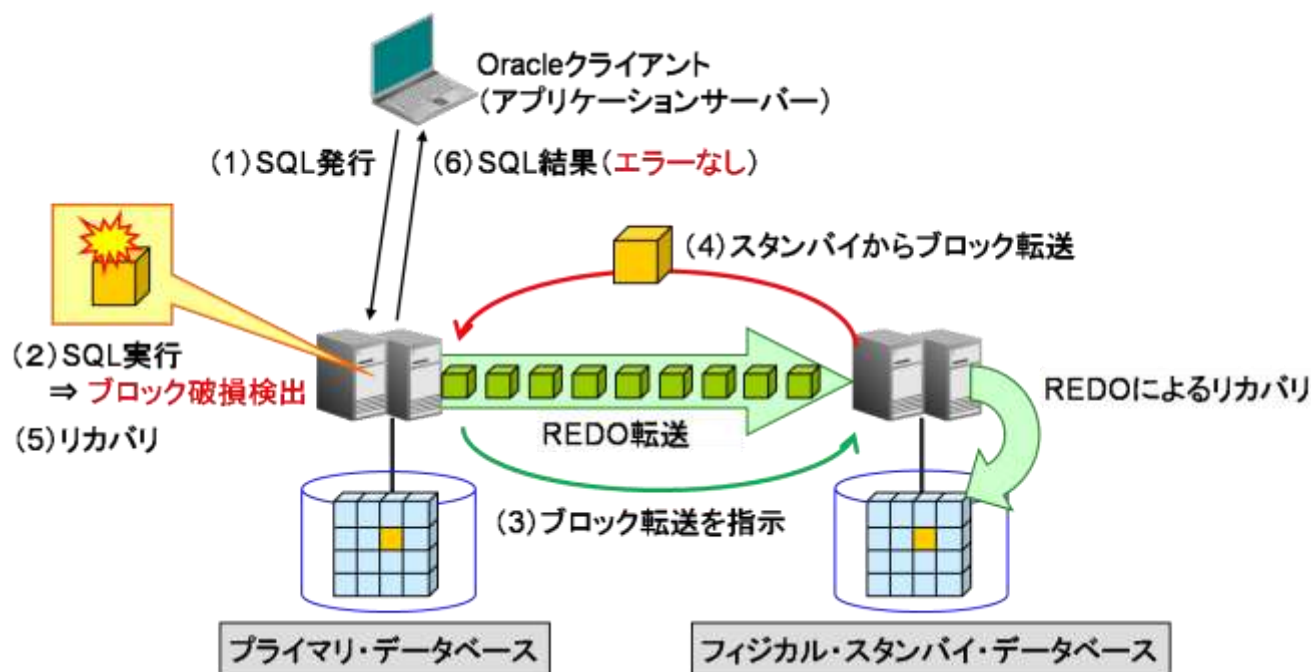 Oracleクライアント
(アプリケーションサーバー)
(1)SQL発行
(6)SQL結果(エラーなし)
(4)スタンバイからブロック転送
(2)SQL実行
⇒ ブロック破損検出
(5)リカバリ
REDO転送
REDOによるリカバリ
(3)ブロック転送を指示
プライマリ・データベース
フィジカル・スタンバイ・データベース